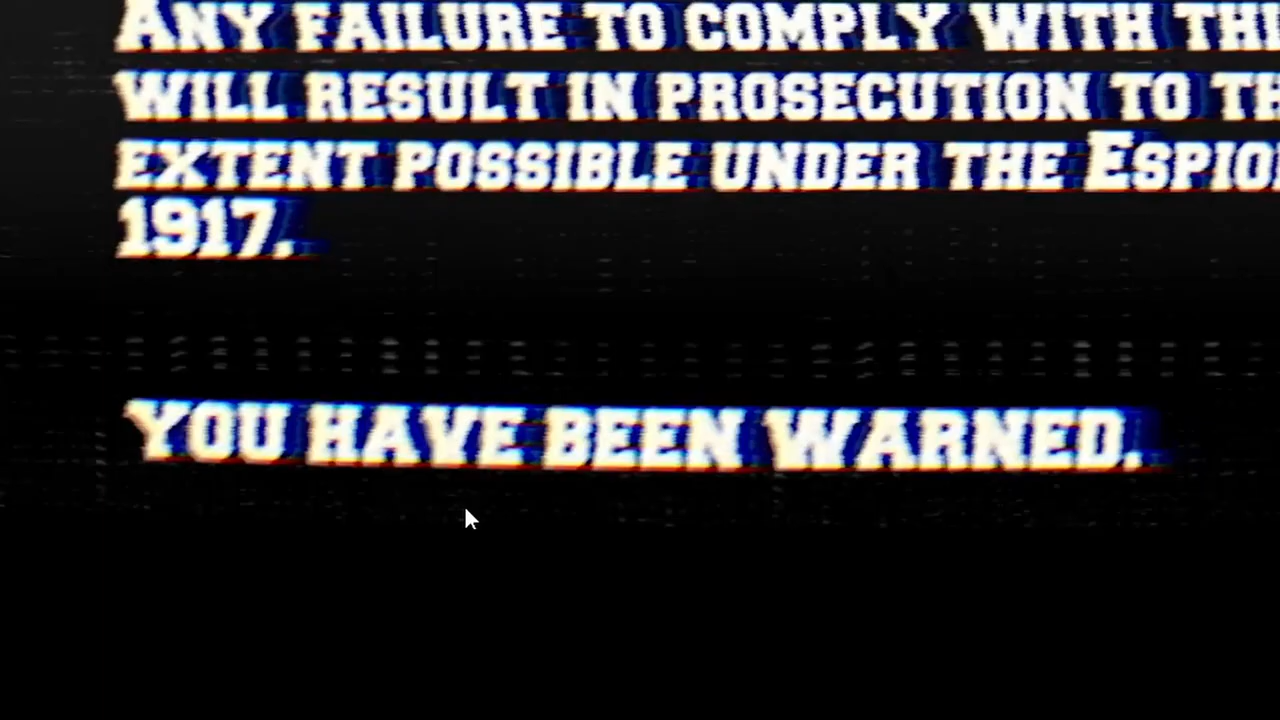 Any failure to comply with
will result in prosecution to
extent possible under the
1917.
You have been warned.